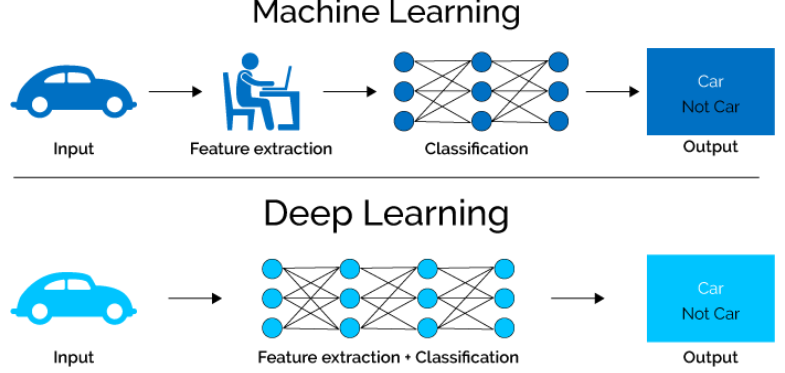 Machine Learning
Car
Not Car
Input
Feature extraction
Classification
Output
Deep Learning
Car
Not Car
Input
Feature extraction + Classification
Output